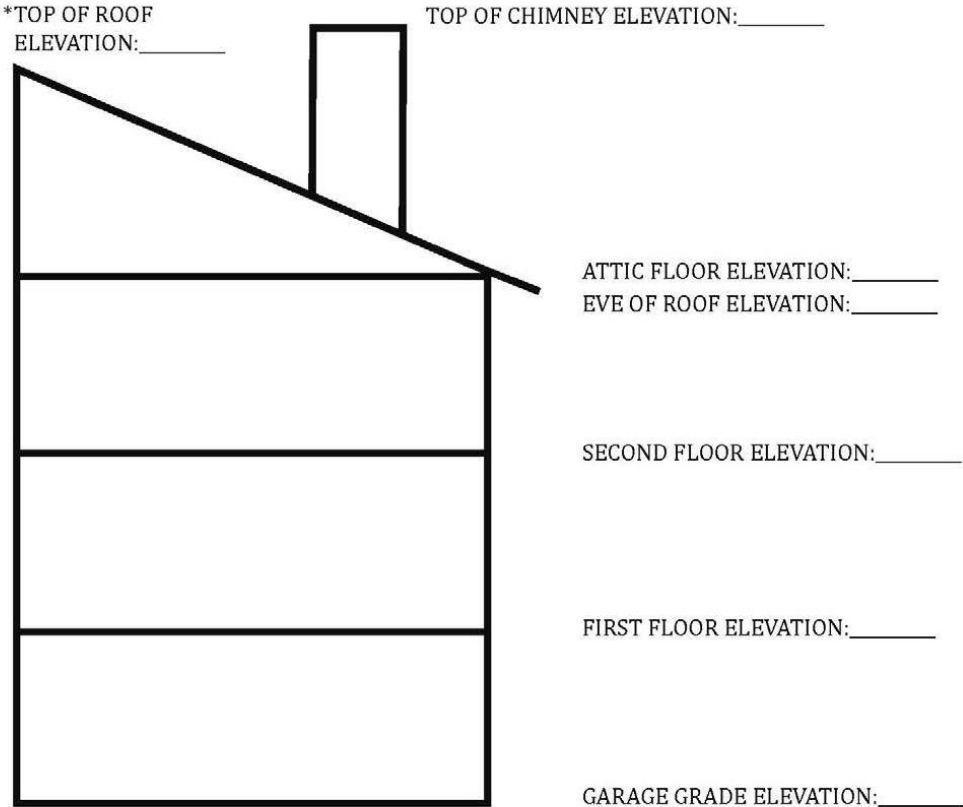 *TOP OF ROOF
ELEVATION:________
TOP OF CHIMNEY ELEVATION:________
ATTIC FLOOR ELEVATION:________
EVE OF ROOF ELEVATION:________
SECOND FLOOR ELEVATION:________
FIRST FLOOR ELEVATION:________
GARAGE GRADE ELEVATION:________